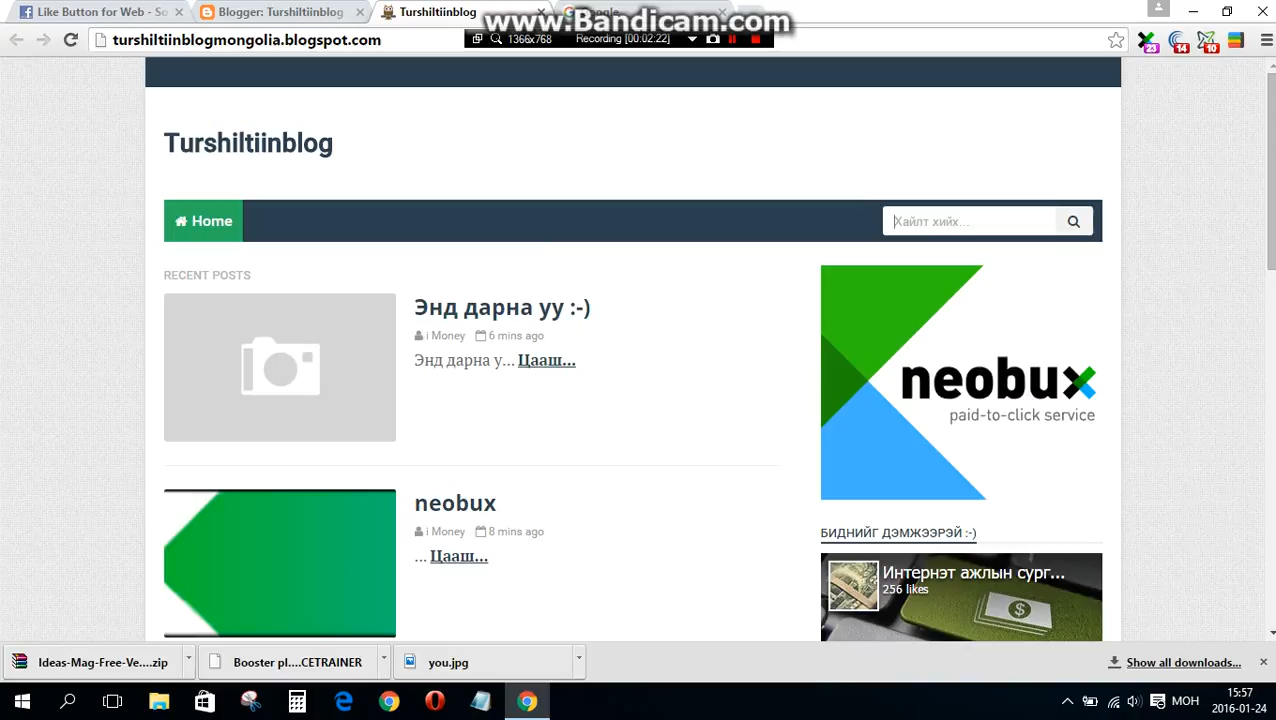 Like Button for Web - So
Blogger: Turshiltiinblog
Turshiltiinblog
www.Bandicam.com
turshiltiinblogmongolia.blogspot.com
1366x768
Recording [00:02:22]
23
14
10
Turshiltiinblog
Home
Хайлт хийх...
RECENT POSTS
Энд дарна уу :-)
i Money
6 mins ago
Энд дарна у... Цааш...
neobux
paid-to-click service
neobux
i Money
8 mins ago
... Цааш...
БИДНИЙГ ДЭМЖЭЭРЭЙ :-)
Интернэт ажлын сург...
256 likes
Ideas-Mag-Free-Ve....zip
Booster pl....CETRAINER
you.jpg
Show all downloads...
МОН
15:57
2016-01-24